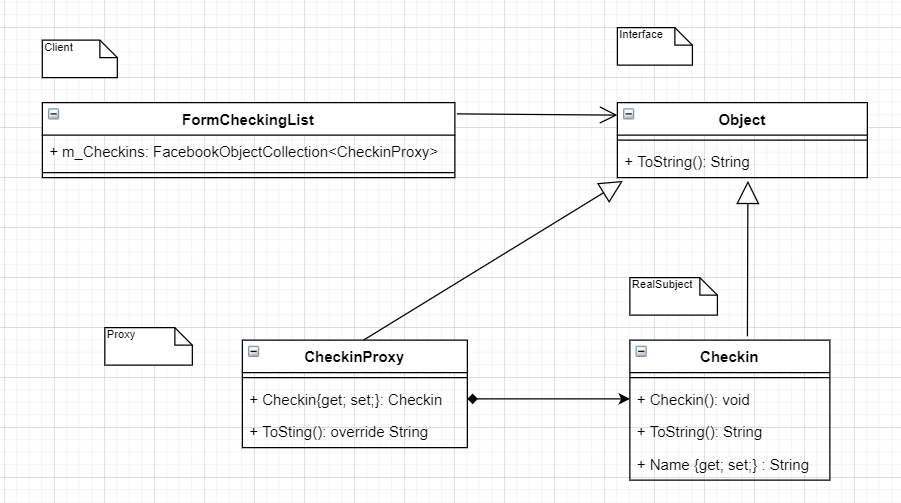 Client
Interface
FormCheckingList
+ m_Checkins: FacebookObjectCollection<CheckinProxy>
Object
+ ToString(): String
RealSubject
Proxy
CheckinProxy
+ Checkin{get; set;}: Checkin
+ ToSting(): override String
Checkin
+ Checkin(): void
+ ToString(): String
+ Name {get; set;} : String